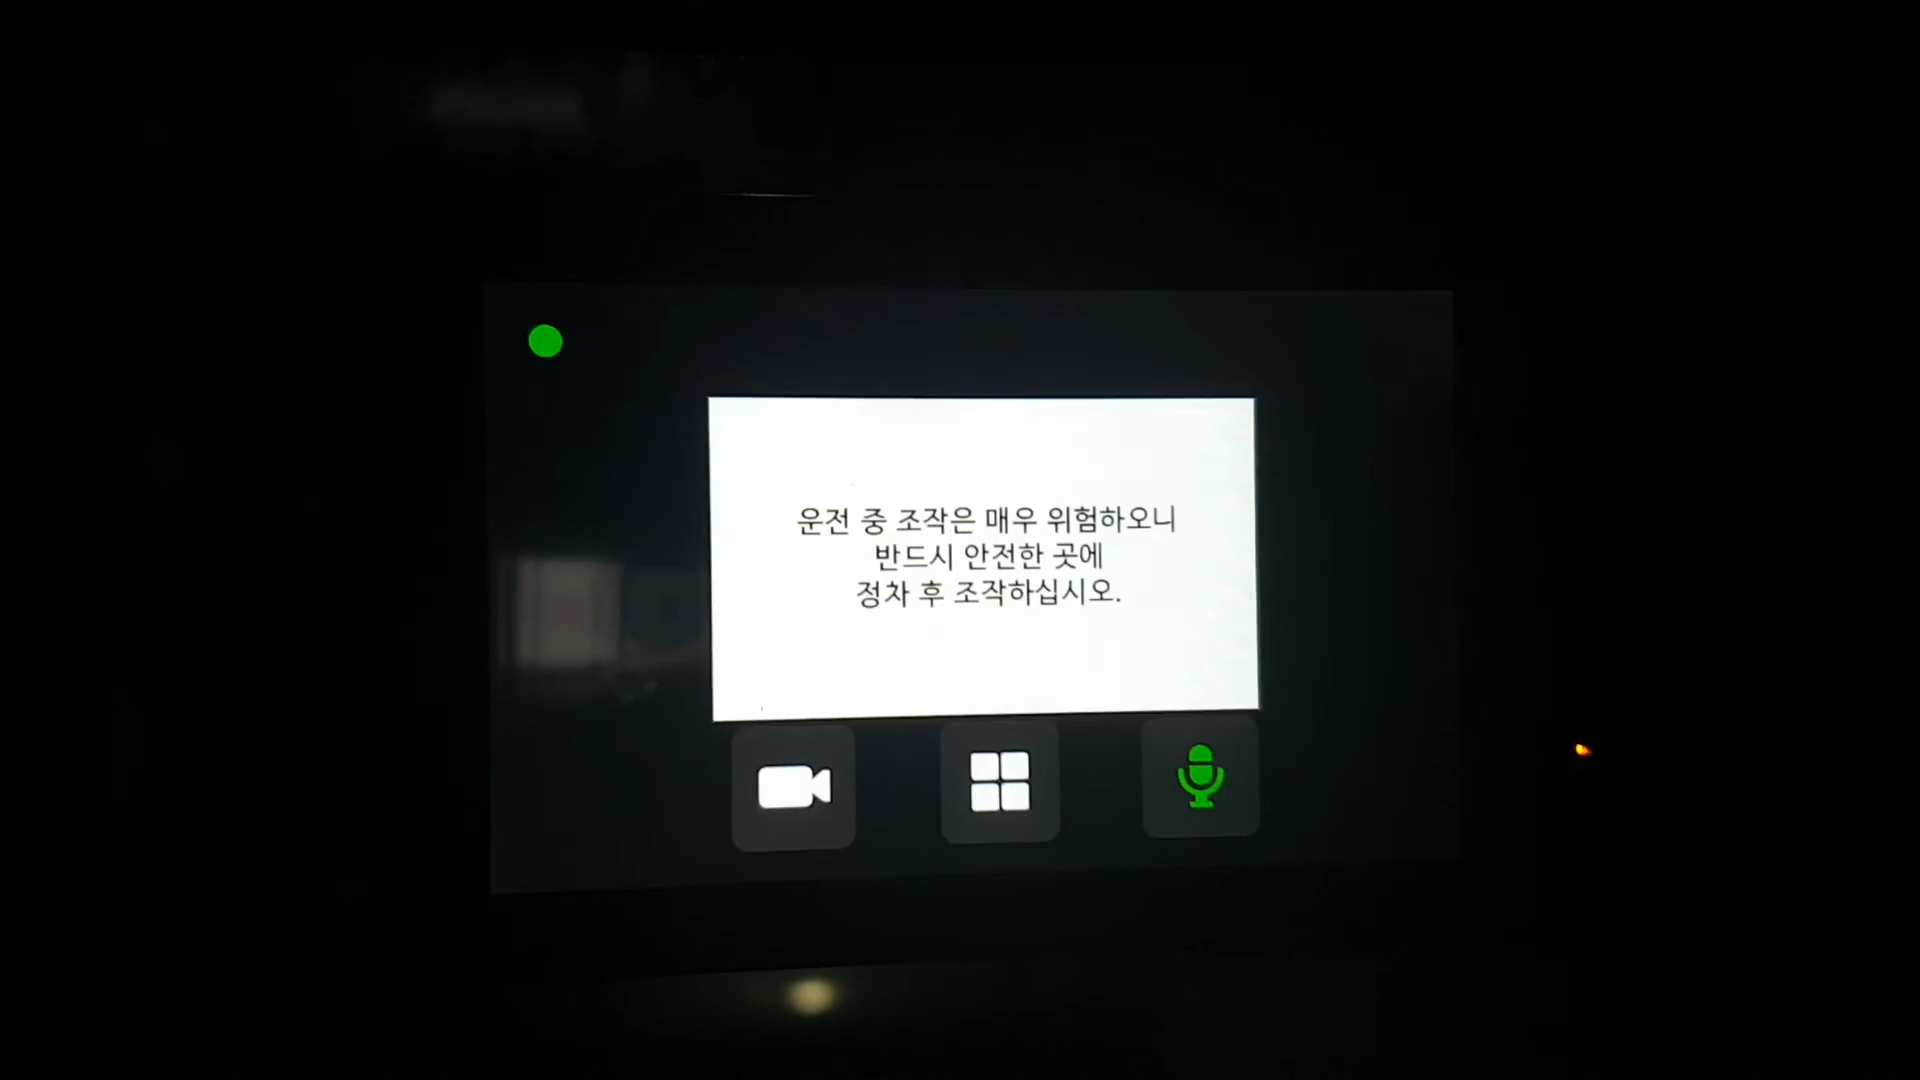 운전 중 조작은 매우 위험하오니
반드시 안전한 곳에
정차 후 조작하십시오.